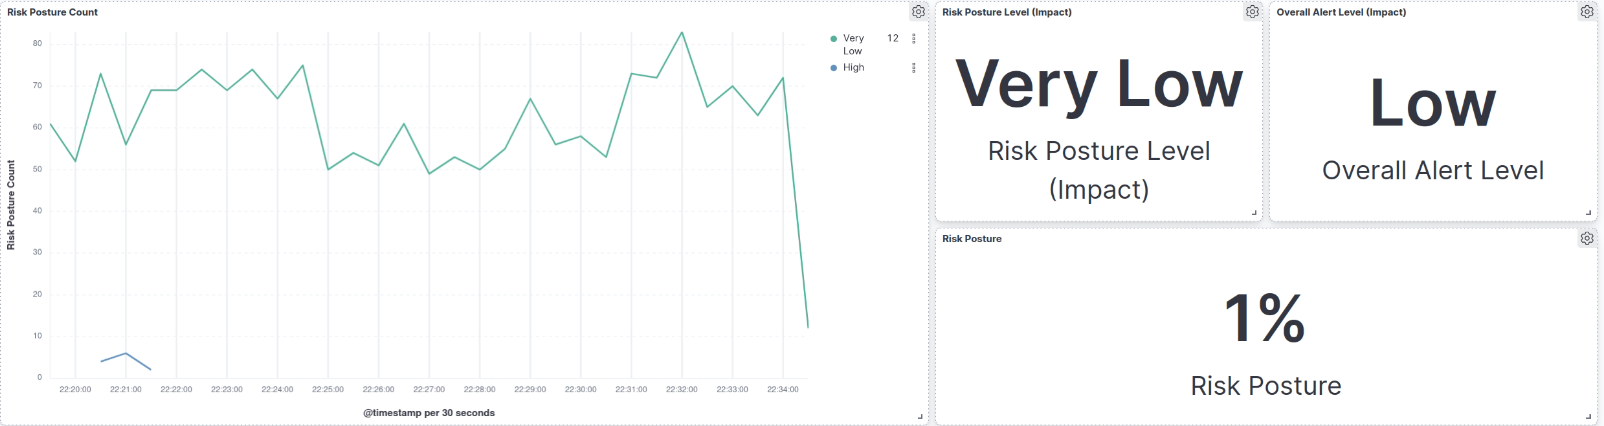 Risk Posture Count
Risk Posture Count
80
70
60
50
40
30
20
10
0
22:20:00 22:21:00 22:22:00 22:23:00 22:24:00 22:25:00 22:26:00 22:27:00 22:28:00 22:29:00 22:30:00 22:31:00 22:32:00 22:33:00 22:34:00
@timestamp per 30 seconds
Very 12
Low
High
Risk Posture Level (Impact)
Very Low
Risk Posture Level
(Impact)
Overall Alert Level (Impact)
Low
Overall Alert Level
Risk Posture
1%
Risk Posture